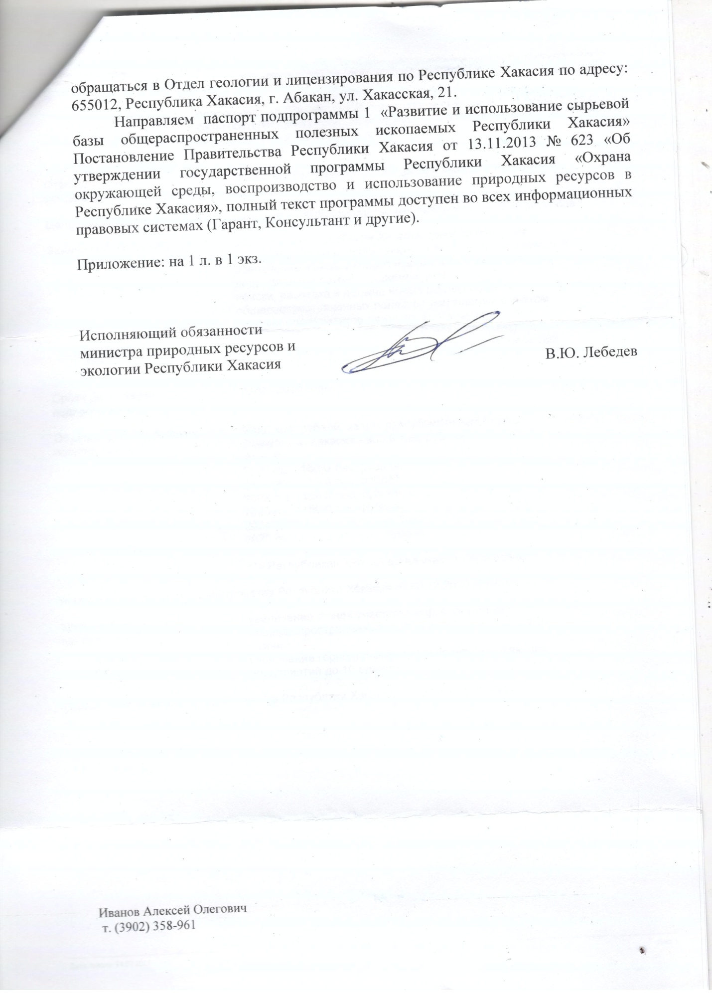 обращаться в Отдел геологии и лицензирования по Республике Хакасия по адресу:
655012, Республика Хакасия, г. Абакан, ул. Хакасская, 21.
Направляем паспорт подпрограммы 1 «Развитие и использование сырьевой
базы общераспространенных полезных ископаемых Республики Хакасия»
Постановление Правительства Республики Хакасия от 13.11.2013 № 623 «Об
утверждении государственной программы Республики Хакасия «Охрана
окружающей среды, воспроизводство и использование природных ресурсов в
Республике Хакасия», полный текст программы доступен во всех информационных
правовых системах (Гарант, Консультант и другие).
Приложение: на 1 л. в 1 экз.
Исполняющий обязанности
министра природных ресурсов и
экологии Республики Хакасия
В.Ю. Лебедев
Иванов Алексей Олегович
т. (3902) 358-961